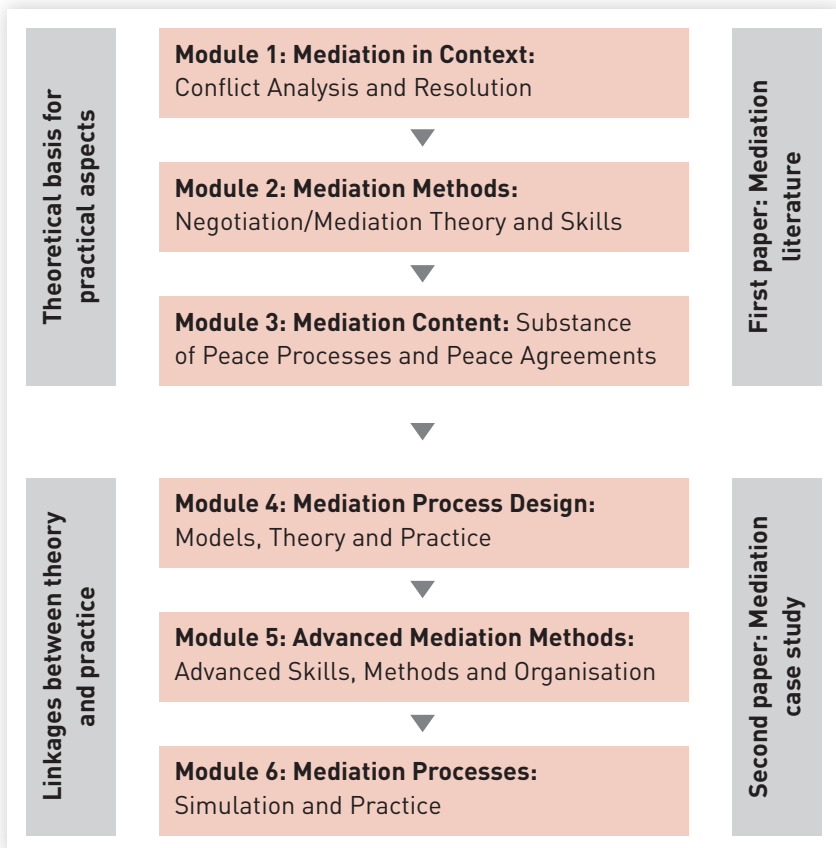 Theoretical basis for
practical aspects
Module 1: Mediation in Context:
Conflict Analysis and Resolution
Module 2: Mediation Methods:
Negotiation/Mediation Theory and Skills
Module 3: Mediation Content: Substance
of Peace Processes and Peace Agreements
First paper: Mediation
literature
Linkages between theory
and practice
Module 4: Mediation Process Design:
Models, Theory and Practice
Module 5: Advanced Mediation Methods:
Advanced Skills, Methods and Organisation
Module 6: Mediation Processes:
Simulation and Practice
Second paper: Mediation
case study